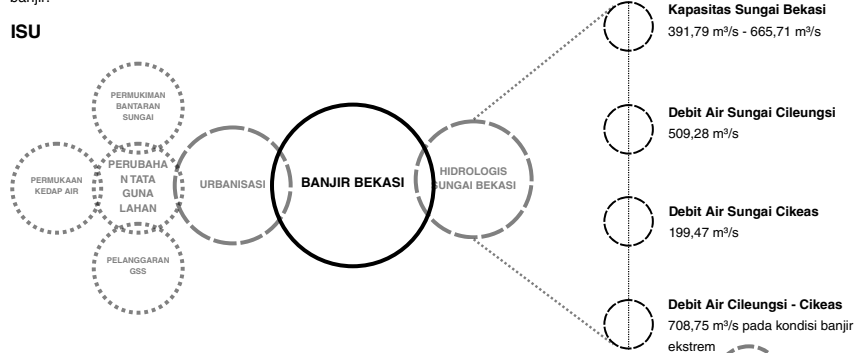 ISU
PERMUKIMAN
BANTARAN
SUNGAI
PERMUKAAN
KEDAP AIR
PERUBAHA
N TATA
GUNA
LAHAN
PELANGGARAN
GSS
URBANISASI
BANJIR BEKASI
HIDROLOGIS
SUNGAI BEKASI
Kapasitas Sungai Bekasi
391,79 m³/s - 665,71 m³/s
Debit Air Sungai Cileungsi
509,28 m³/s
Debit Air Sungai Cikeas
199,47 m³/s
Debit Air Cileungsi - Cikeas
708,75 m³/s pada kondisi banjir
ekstrem